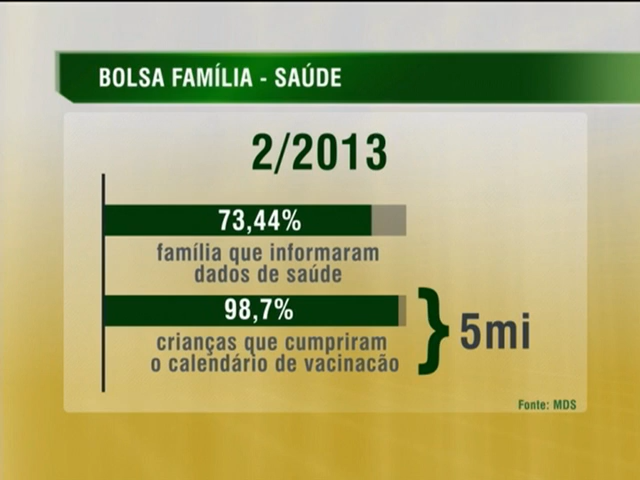 BOLSA FAMÍLIA - SAÚDE
2/2013
73,44%
família que informaram
dados de saúde
98,7%
crianças que cumpriram
o calendário de vacinacão
5mi
Fonte: MDS